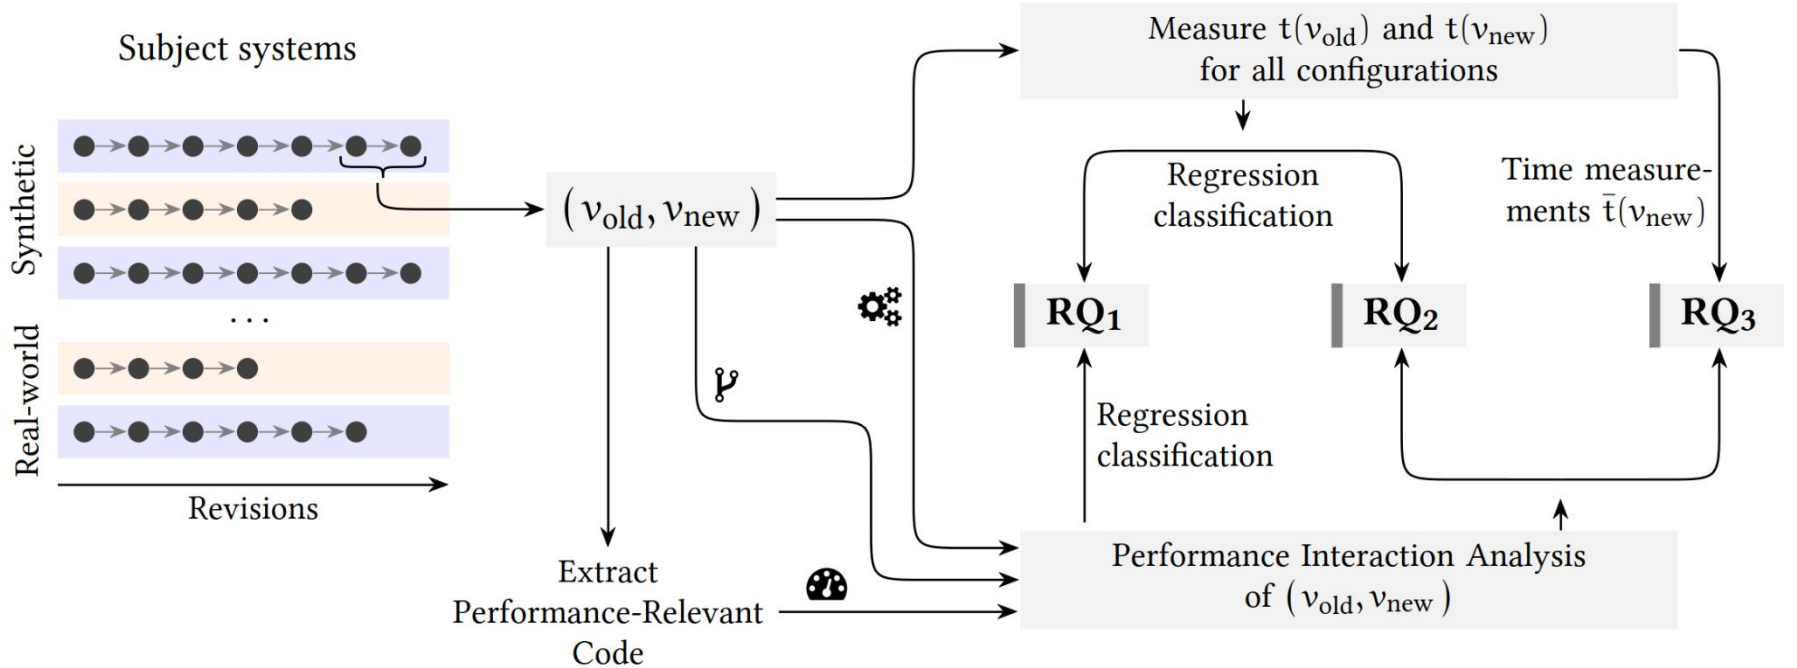 Subject systems
Synthetic
Real-world
. . .
Revisions
(v_old, v_new)
Extract
Performance-Relevant
Code
Measure t(v_old) and t(v_new)
for all configurations
Regression
classification
Time measure-
ments t̄(v_new)
RQ₁
RQ₂
RQ₃
Regression
classification
Performance Interaction Analysis
of (v_old, v_new)